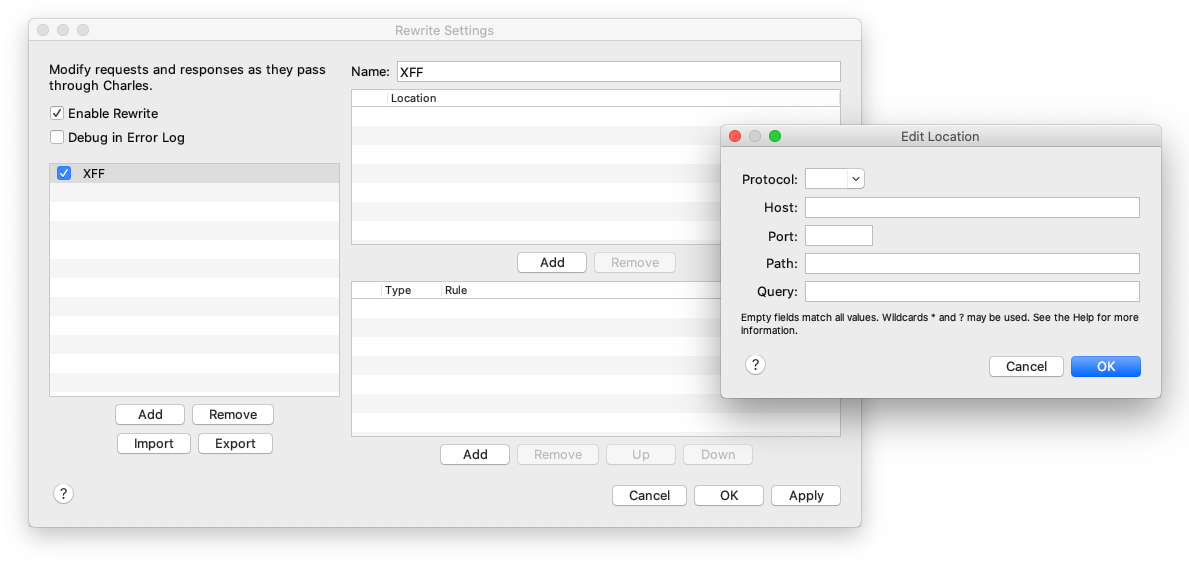 Rewrite Settings
Modify requests and responses as they pass
through Charles.
Enable Rewrite
Debug in Error Log
XFF
Add
Remove
Import
Export
?
Name:
XFF
Location
Add
Remove
Type
Rule
Add
Remove
Up
Down
Cancel
OK
Apply
Edit Location
Protocol:
Host:
Port:
Path:
Query:
Empty fields match all values. Wildcards * and ? may be used. See the Help for more
information.
?
Cancel
OK